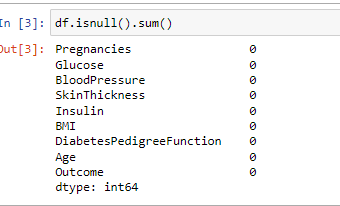 In [3]: df.isnull().sum()
Out[3]: Pregnancies 0
Glucose 0
BloodPressure 0
SkinThickness 0
Insulin 0
BMI 0
DiabetesPedigreeFunction 0
Age 0
Outcome 0
dtype: int64